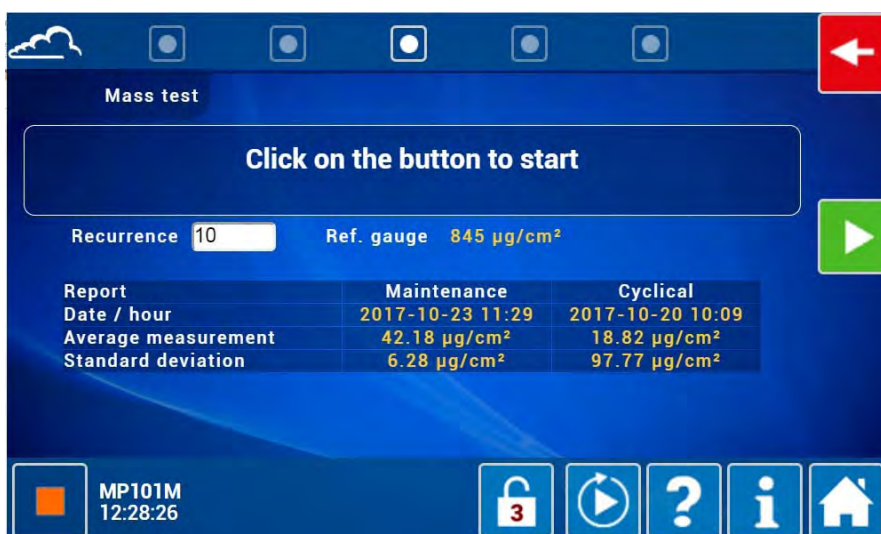 Mass test
Click on the button to start
Recurrence 10 Ref. gauge 845 µg/cm²
Report Maintenance Cyclical
Date / hour 2017-10-23 11:29 2017-10-20 10:09
Average measurement 42.18 µg/cm² 18.82 µg/cm²
Standard deviation 6.28 µg/cm² 97.77 µg/cm²
MP101M
12:28:26
3 ? i